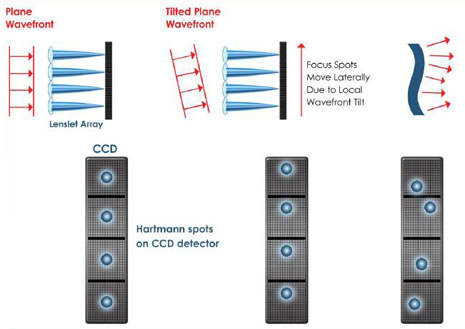 Plane
Wavefront
Lenslet Array
Tilted Plane
Wavefront
Focus Spots
Move Laterally
Due to Local
Wavefront Tilt
CCD
Hartmann spots
on CCD detector